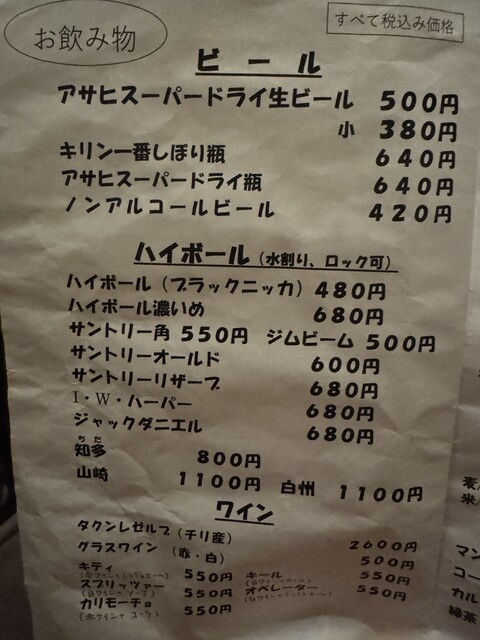 お飲み物
すべて税込み価格
ビール
アサヒスーパードライ生ビール 500円
小 380円
キリン一番しぼり瓶 640円
アサヒスーパードライ瓶 640円
ノンアルコールビール 420円
ハイボール(水割り、ロック可)
ハイボール(ブラックニッカ) 480円
ハイボール濃いめ 680円
サントリー角 550円 ジムビーム 500円
サントリーオールド 600円
サントリーリザーブ 680円
I・W・ハーパー 680円
ジャックダニエル 680円
ちた
知多 800円
山崎 1100円 白州 1100円
ワイン
タクンレゼルブ(チリ産) 2600円
グラスワイン(赤・白) 500円
キティ 550円 キール 550円
スプリッツァー 550円 オペレーター 550円
カリモーチョ 550円
麦
米
マン
コー
カル
緑茶